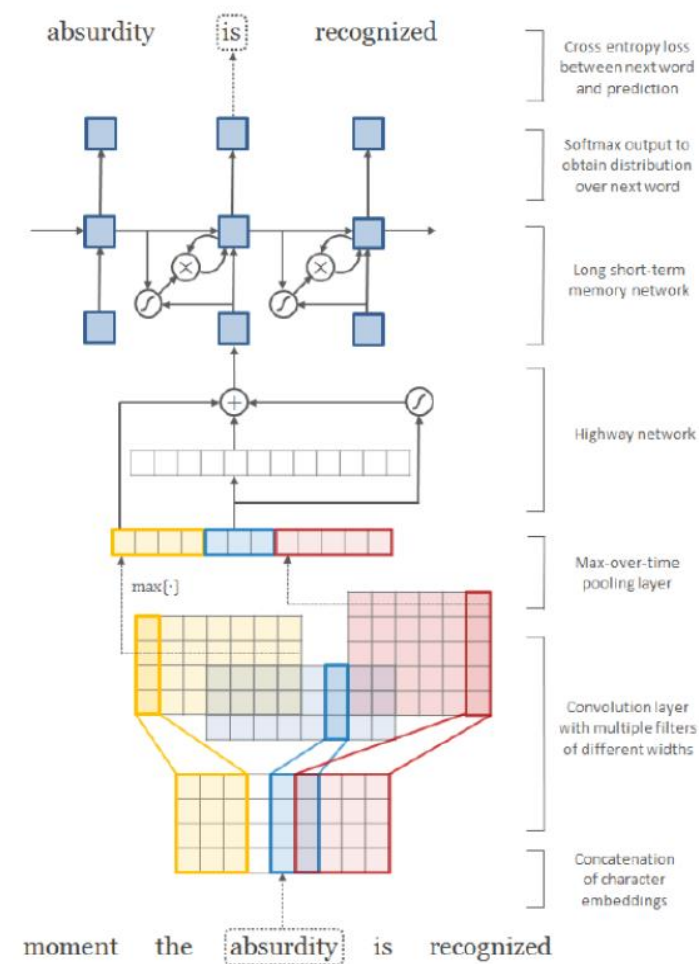 absurdity is recognized
Cross entropy loss
between next word
and prediction
Softmax output to
obtain distribution
over next word
Long short-term
memory network
Highway network
Max-over-time
pooling layer
max{·}
Convolution layer
with multiple filters
of different widths
Concatenation
of character
embeddings
moment the absurdity is recognized